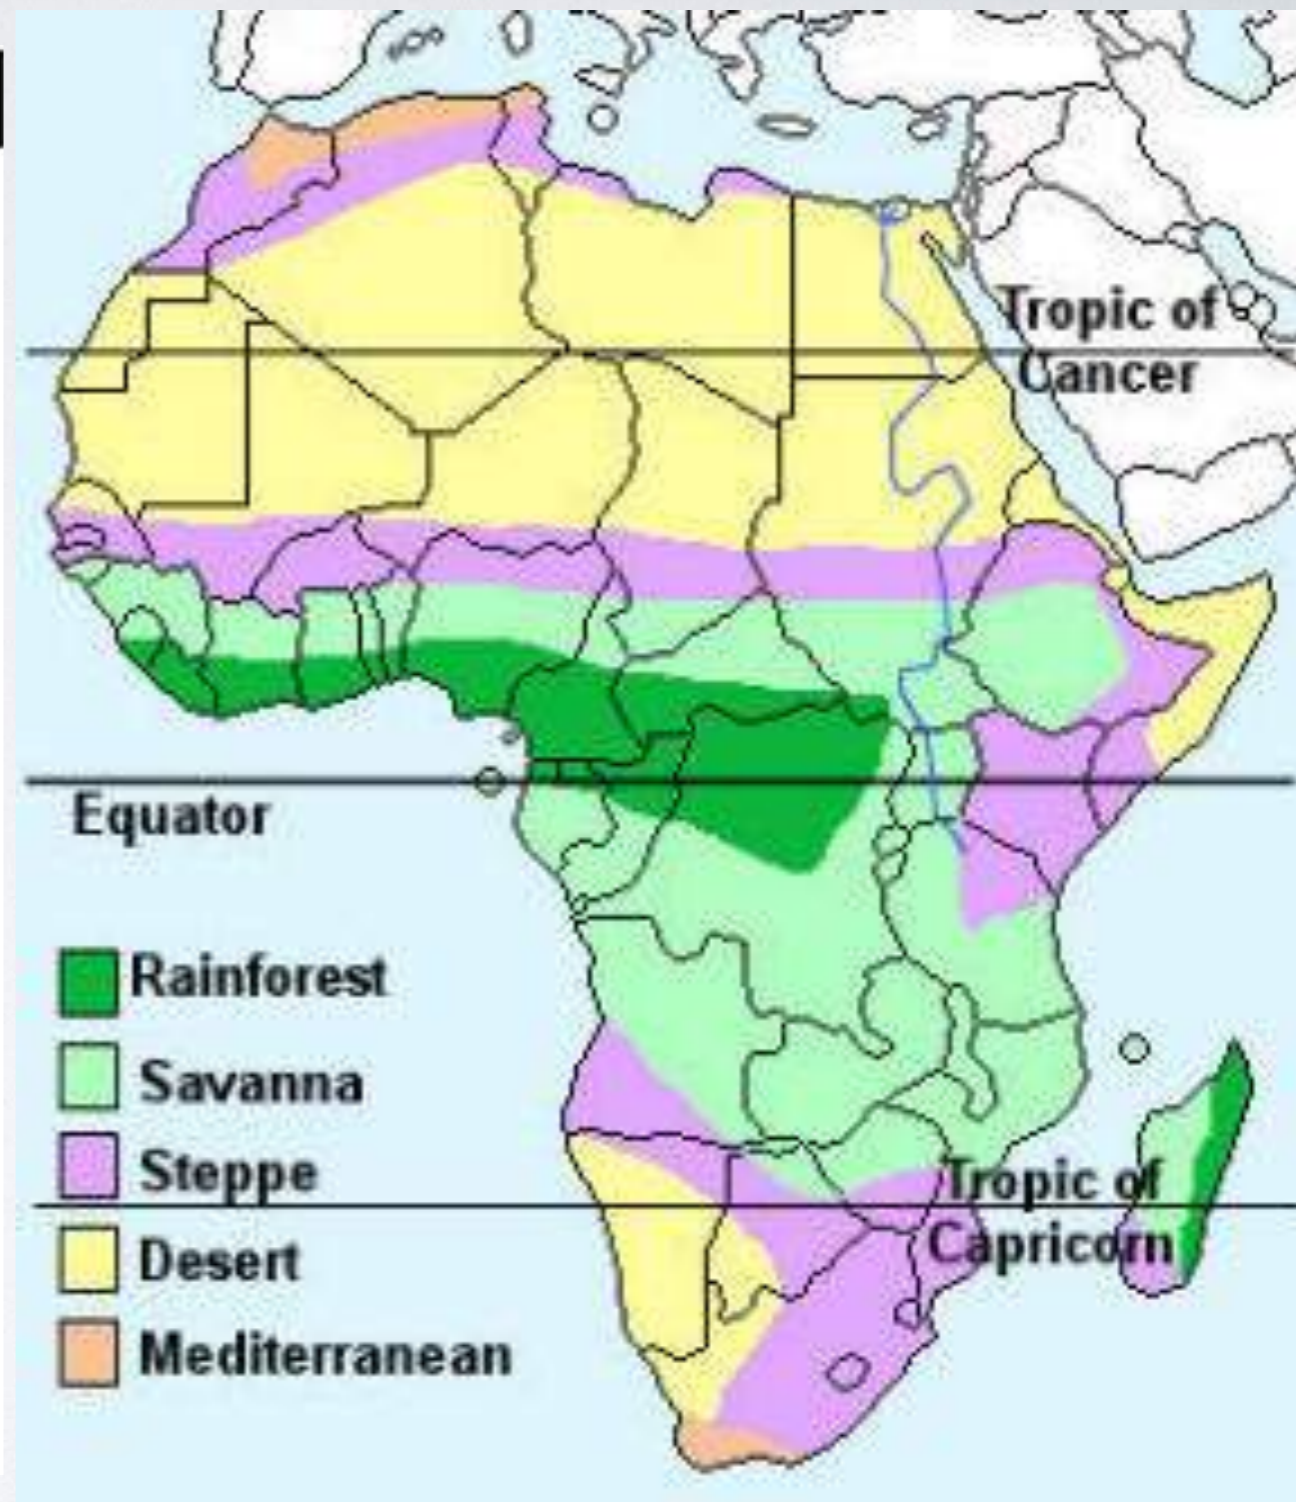 Tropic of
Cancer
Equator
Rainforest
Savanna
Steppe
Tropic of
Capricorn
Desert
Mediterranean